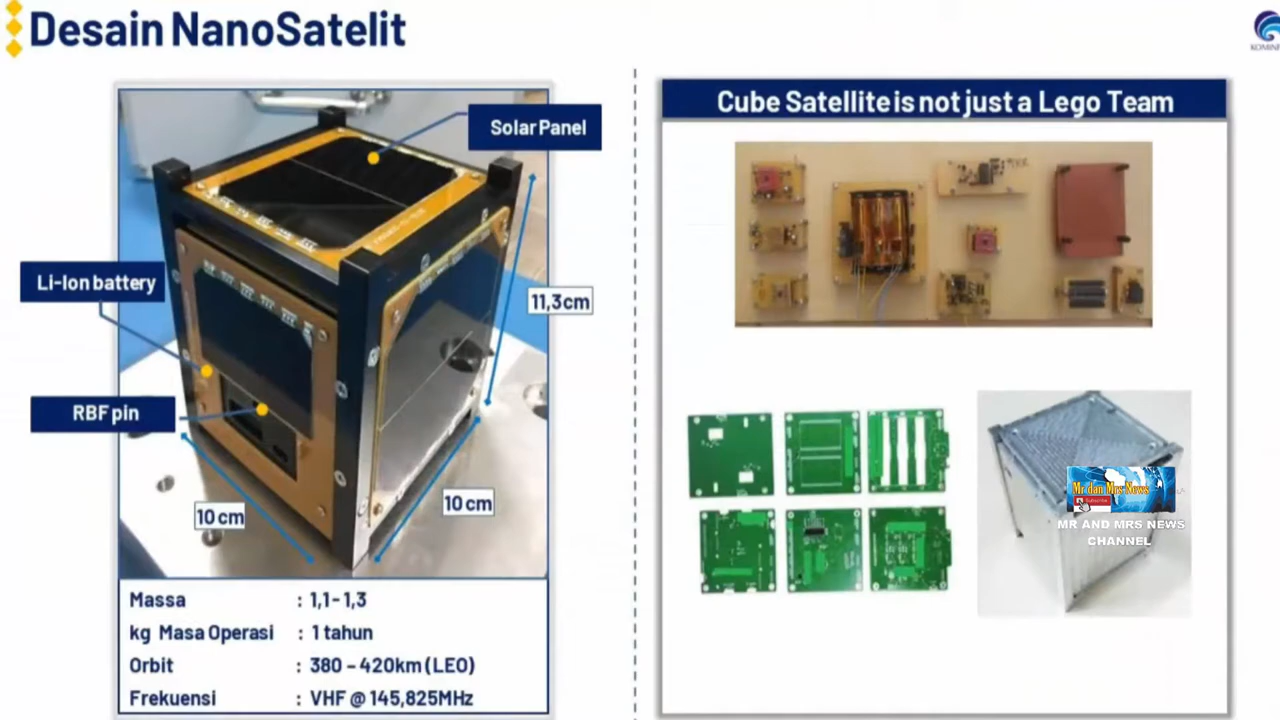 Desain NanoSatelit
Solar Panel
Li-Ion battery
RBF pin
11,3cm
10 cm
10 cm
Massa : 1,1- 1,3
kg Masa Operasi : 1 tahun
Orbit : 380 – 420km (LEO)
Frekuensi : VHF @ 145,825MHz
Cube Satellite is not just a Lego Team
Mr dan Mrs News
Subscribe
MR AND MRS NEWS
CHANNEL